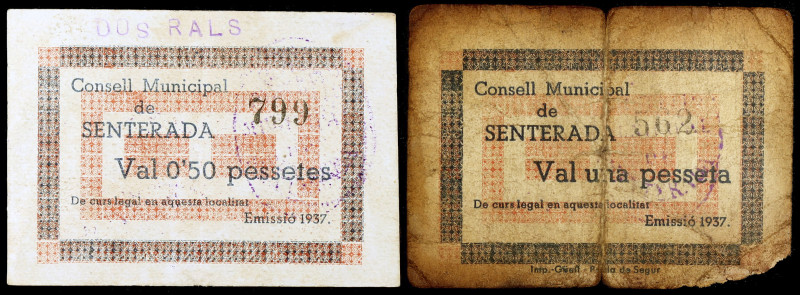 DUS RALS
Consell Municipal
de
SENTERADA
799
Val 0'50 pessetes
De curs legal en aquesta localitat
Emissió 1937.
Consell Municipal
de
SENTERADA
562
Val una pesseta
De curs legal en aquesta localitat
Emissió 1937.
Imp.-Güell - de Segur